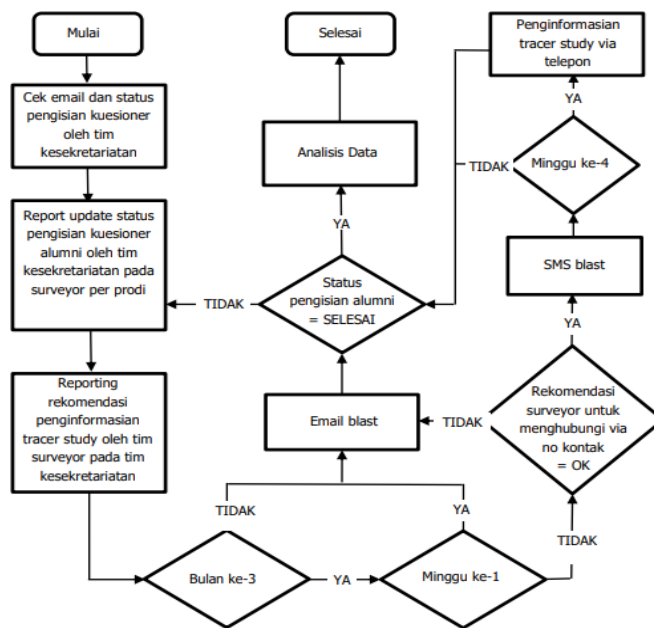 Mulai
Cek email dan status
pengisian kuesioner
oleh tim
kesekretariatan
Report update status
pengisian kuesioner
alumni oleh tim
kesekretariatan pada
surveyor per prodi
Reporting
rekomendasi
penginformasian
tracer study oleh tim
surveyor pada tim
kesekretariatan
Bulan ke-3
TIDAK
YA
Minggu ke-1
YA
TIDAK
Rekomendasi
surveyor untuk
menghubungi via
no kontak
= OK
TIDAK
YA
SMS blast
Minggu ke-4
TIDAK
YA
Penginformasian
tracer study via
telepon
Email blast
Status
pengisian alumni
= SELESAI
TIDAK
YA
Analisis Data
Selesai